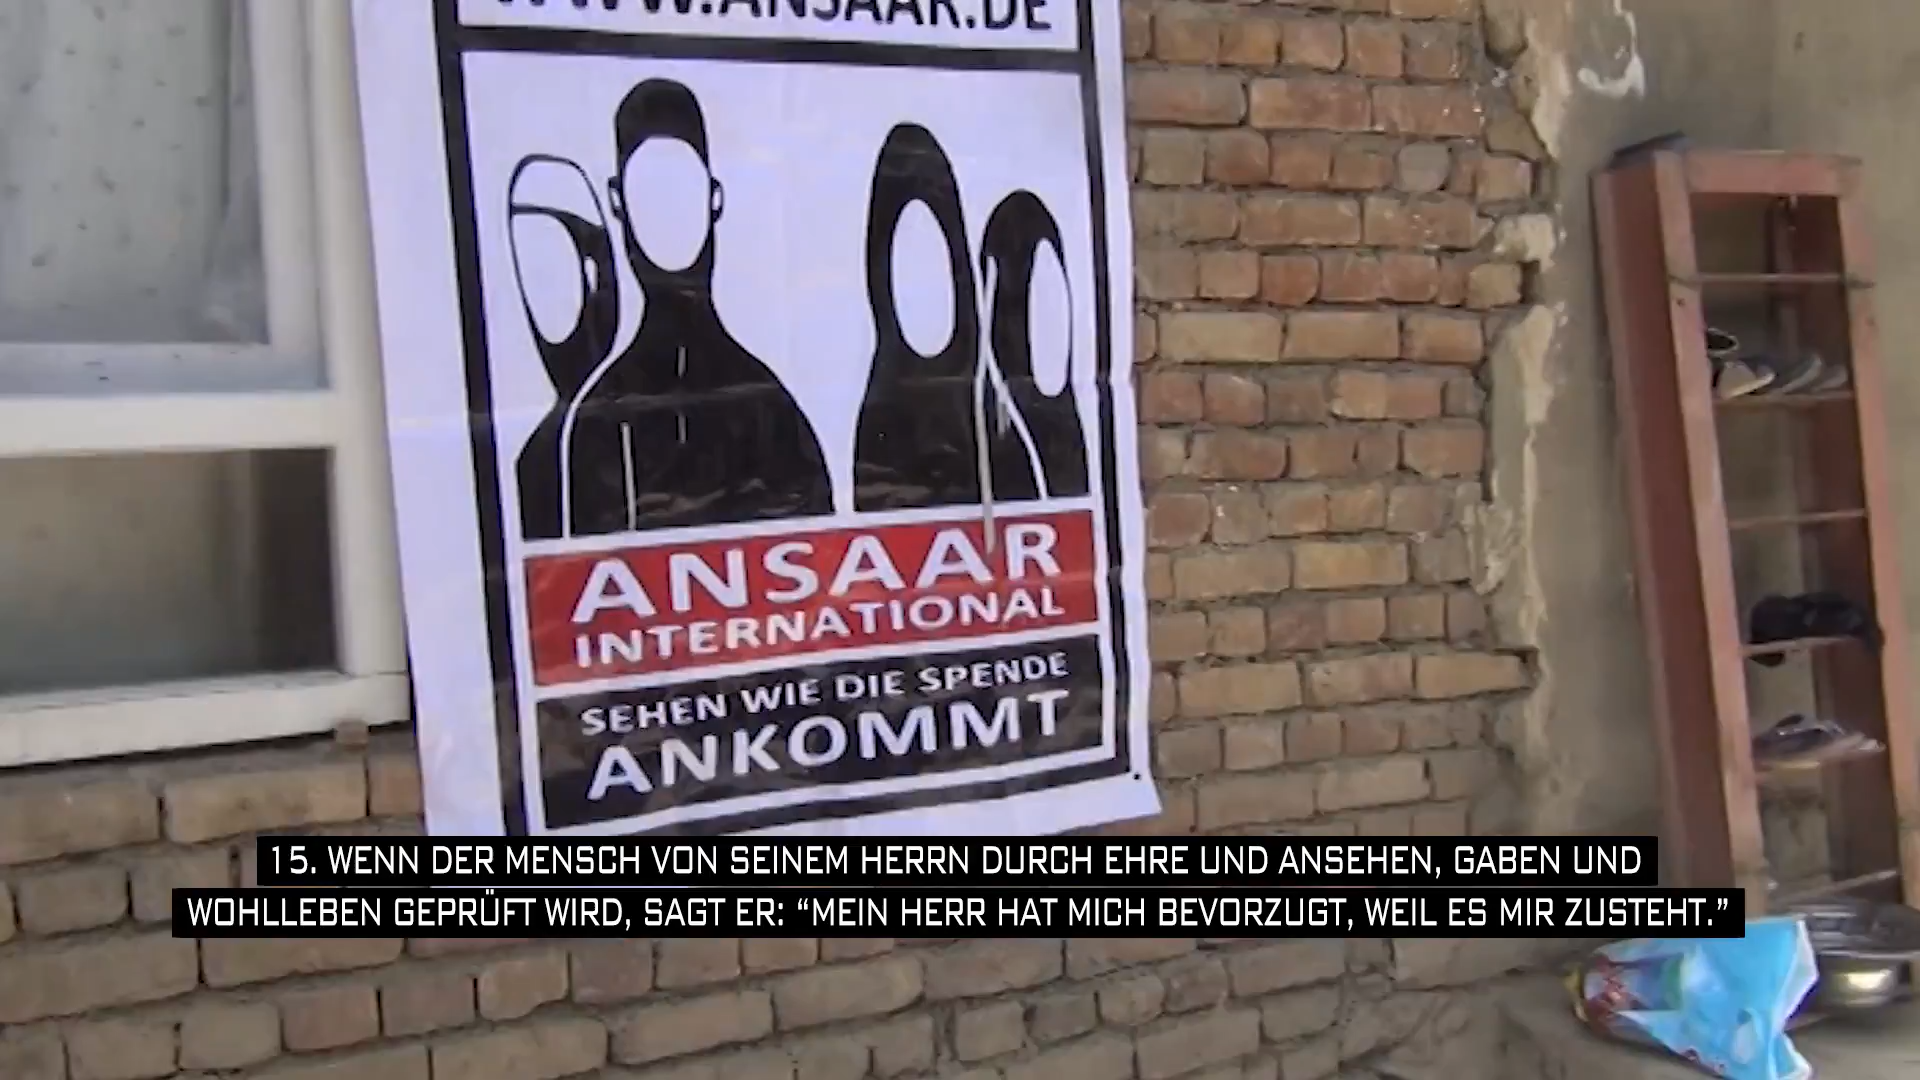 WWW.ANSAAR.DE
ANSAAR
INTERNATIONAL
SEHEN WIE DIE SPENDE
ANKOMMT
15. WENN DER MENSCH VON SEINEM HERRN DURCH EHRE UND ANSEHEN, GABEN UND
WOHLLEBEN GEPRÜFT WIRD, SAGT ER: “MEIN HERR HAT MICH BEVORZUGT, WEIL ES MIR ZUSTEHT.”